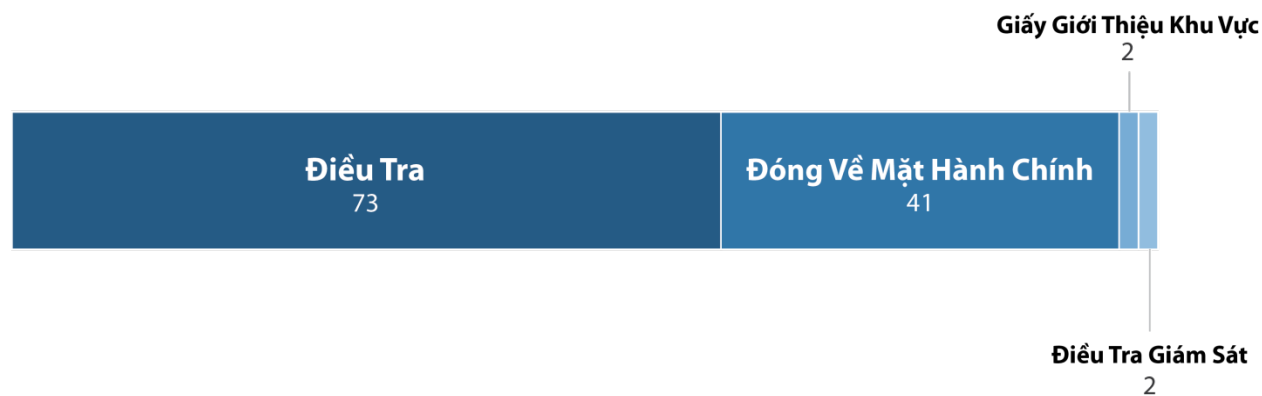 Giấy Giới Thiệu Khu Vực
2
Điều Tra
73
Đóng Về Mặt Hành Chính
41
Điều Tra Giám Sát
2